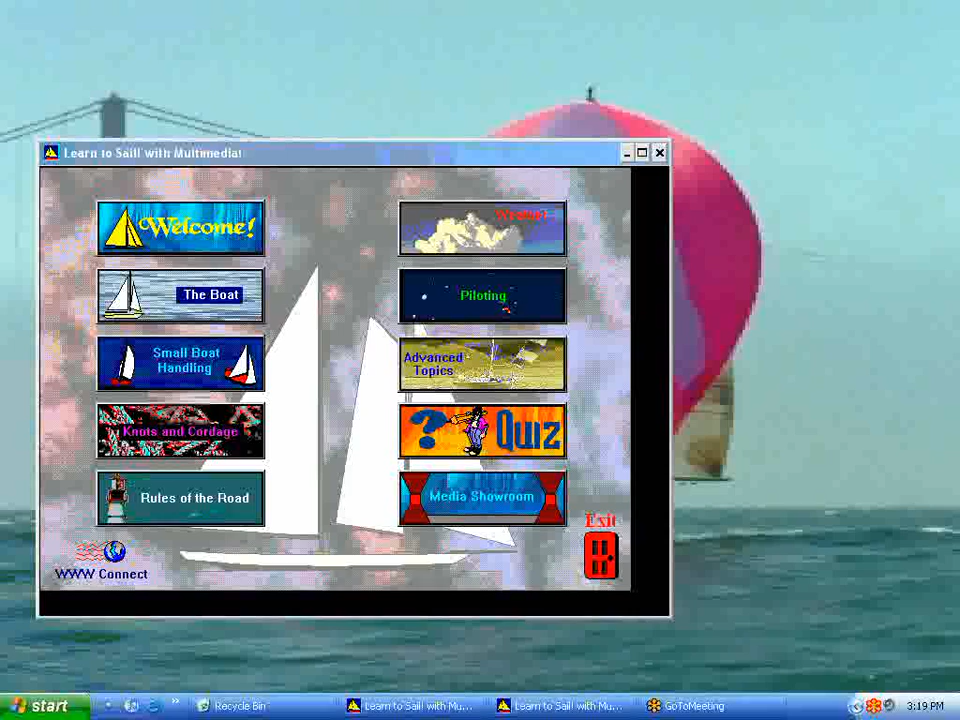 Learn to Sail! with Multimedia!
Welcome!
The Boat
Small Boat
Handling
Knots and Cordage
Rules of the Road
WWW Connect
Piloting
Advanced
Topics
? Quiz
Media Showroom
Exit
start
Recycle Bin
Learn to Sail! with Mu...
Learn to Sail! with Mu...
GoToMeeting
3:19 PM